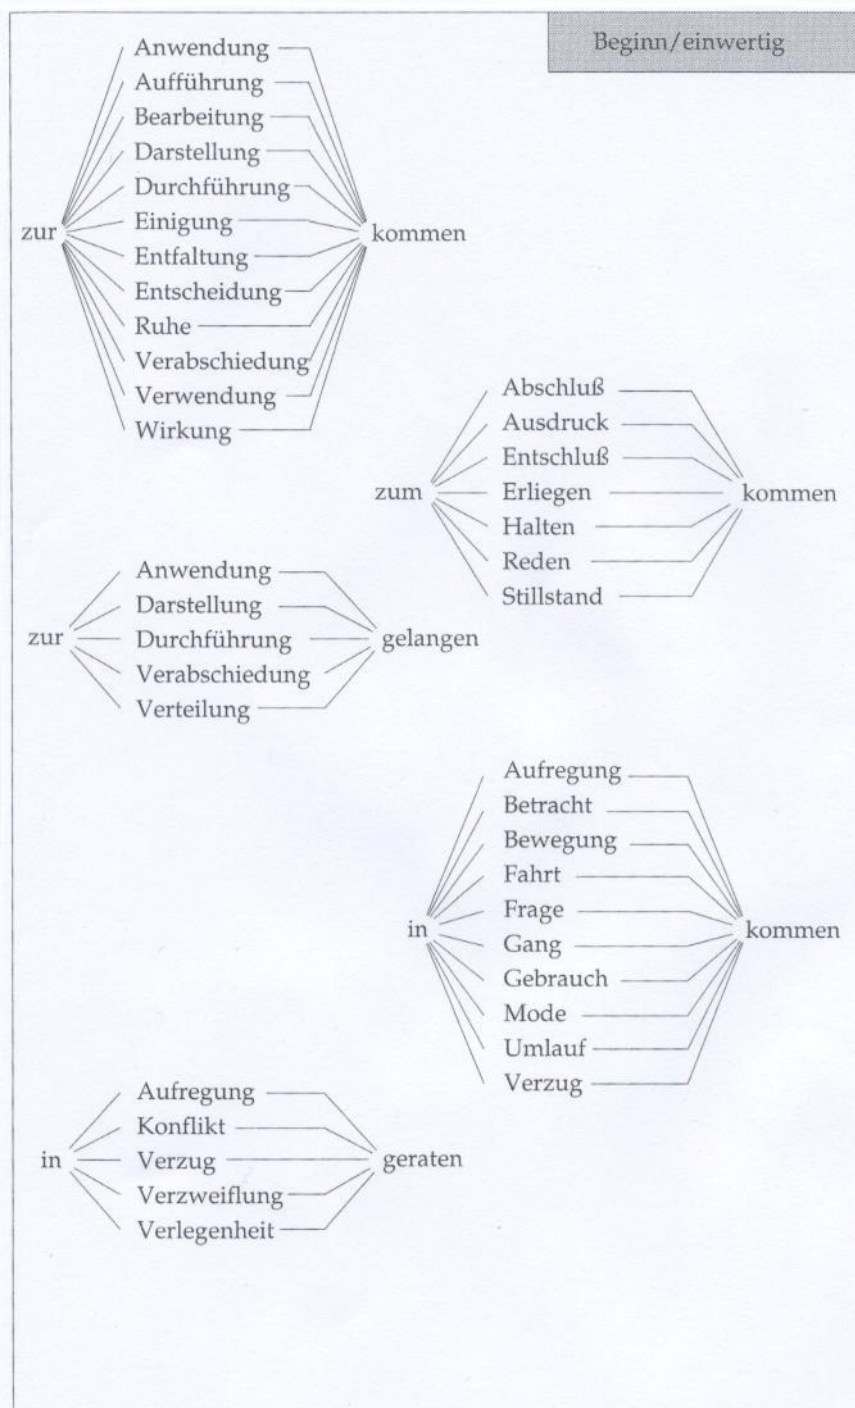 Beginn/einwertig
zur
Anwendung
Aufführung
Bearbeitung
Darstellung
Durchführung
Einigung
Entfaltung
Entscheidung
Ruhe
Verabschiedung
Verwendung
Wirkung
kommen
zum
Abschluß
Ausdruck
Entschluß
Erliegen
Halten
Reden
Stillstand
kommen
zur
Anwendung
Darstellung
Durchführung
Verabschiedung
Verteilung
gelangen
in
Aufregung
Betracht
Bewegung
Fahrt
Frage
Gang
Gebrauch
Mode
Umlauf
Verzug
kommen
in
Aufregung
Konflikt
Verzug
Verzweiflung
Verlegenheit
geraten